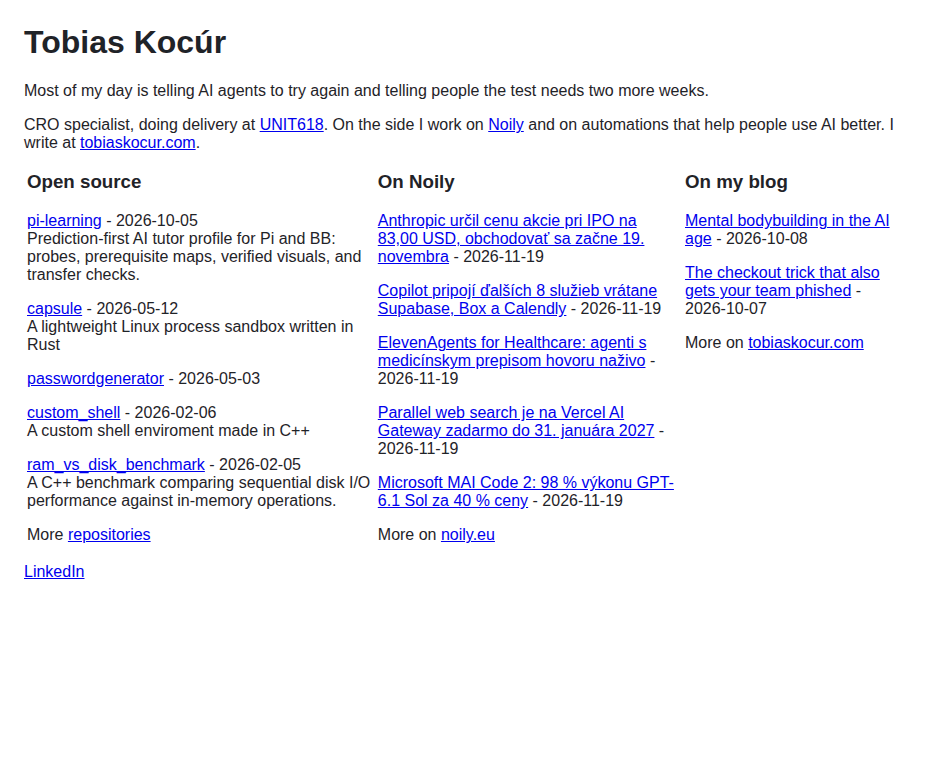 Tobias Kocúr
Most of my day is telling AI agents to try again and telling people the test needs two more weeks.
CRO specialist, doing delivery at UNIT618. On the side I work on Noily and on automations that help people use AI better. I
write at tobiaskocur.com.
Open source
pi-learning - 2026-10-05
Prediction-first AI tutor profile for Pi and BB:
probes, prerequisite maps, verified visuals, and
transfer checks.
capsule - 2026-05-12
A lightweight Linux process sandbox written in
Rust
passwordgenerator - 2026-05-03
custom_shell - 2026-02-06
A custom shell enviroment made in C++
ram_vs_disk_benchmark - 2026-02-05
A C++ benchmark comparing sequential disk I/O
performance against in-memory operations.
More repositories
On Noily
Anthropic určil cenu akcie pri IPO na
83,00 USD, obchodovať sa začne 19.
novembra - 2026-11-19
Copilot pripojí ďalších 8 služieb vrátane
Supabase, Box a Calendly - 2026-11-19
ElevenAgents for Healthcare: agenti s
medicínskym prepisom hovoru naživo -
2026-11-19
Parallel web search je na Vercel AI
Gateway zadarmo do 31. januára 2027 -
2026-11-19
Microsoft MAI Code 2: 98 % výkonu GPT-
6.1 Sol za 40 % ceny - 2026-11-19
More on noily.eu
On my blog
Mental bodybuilding in the AI
age - 2026-10-08
The checkout trick that also
gets your team phished -
2026-10-07
More on tobiaskocur.com
LinkedIn